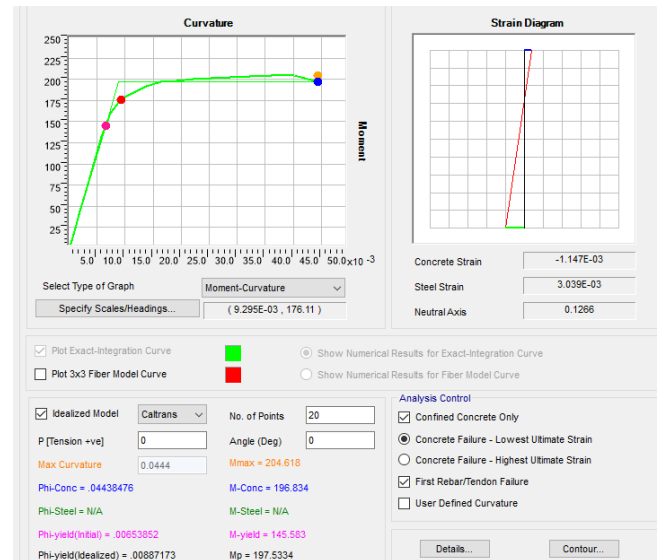 Curvature
250
225
200
175
150
125
100
75
50
25
Moment
5.0 10.0 15.0 20.0 25.0 30.0 35.0 40.0 45.0 50.0 x10 -3
Select Type of Graph Moment-Curvature
Specify Scales/Headings... ( 9.295E-03 , 176.11 )
Strain Diagram
Concrete Strain -1.147E-03
Steel Strain 3.039E-03
Neutral Axis 0.1266
Plot Exact-Integration Curve Show Numerical Results for Exact-Integration Curve
Plot 3x3 Fiber Model Curve Show Numerical Results for Fiber Model Curve
Idealized Model Caltrans No. of Points 20
P [Tension +ve] 0 Angle (Deg) 0
Max Curvature 0.0444 Mmax = 204.618
Phi-Conc = .04438476 M-Conc = 196.834
Phi-Steel = N/A M-Steel = N/A
Phi-yield(Initial) = .00653852 M-yield = 145.583
Phi-yield(Idealized) = .00887173 Mp = 197.5334
Analysis Control
Confined Concrete Only
Concrete Failure - Lowest Ultimate Strain
Concrete Failure - Highest Ultimate Strain
First Rebar/Tendon Failure
User Defined Curvature
Details... Contour...